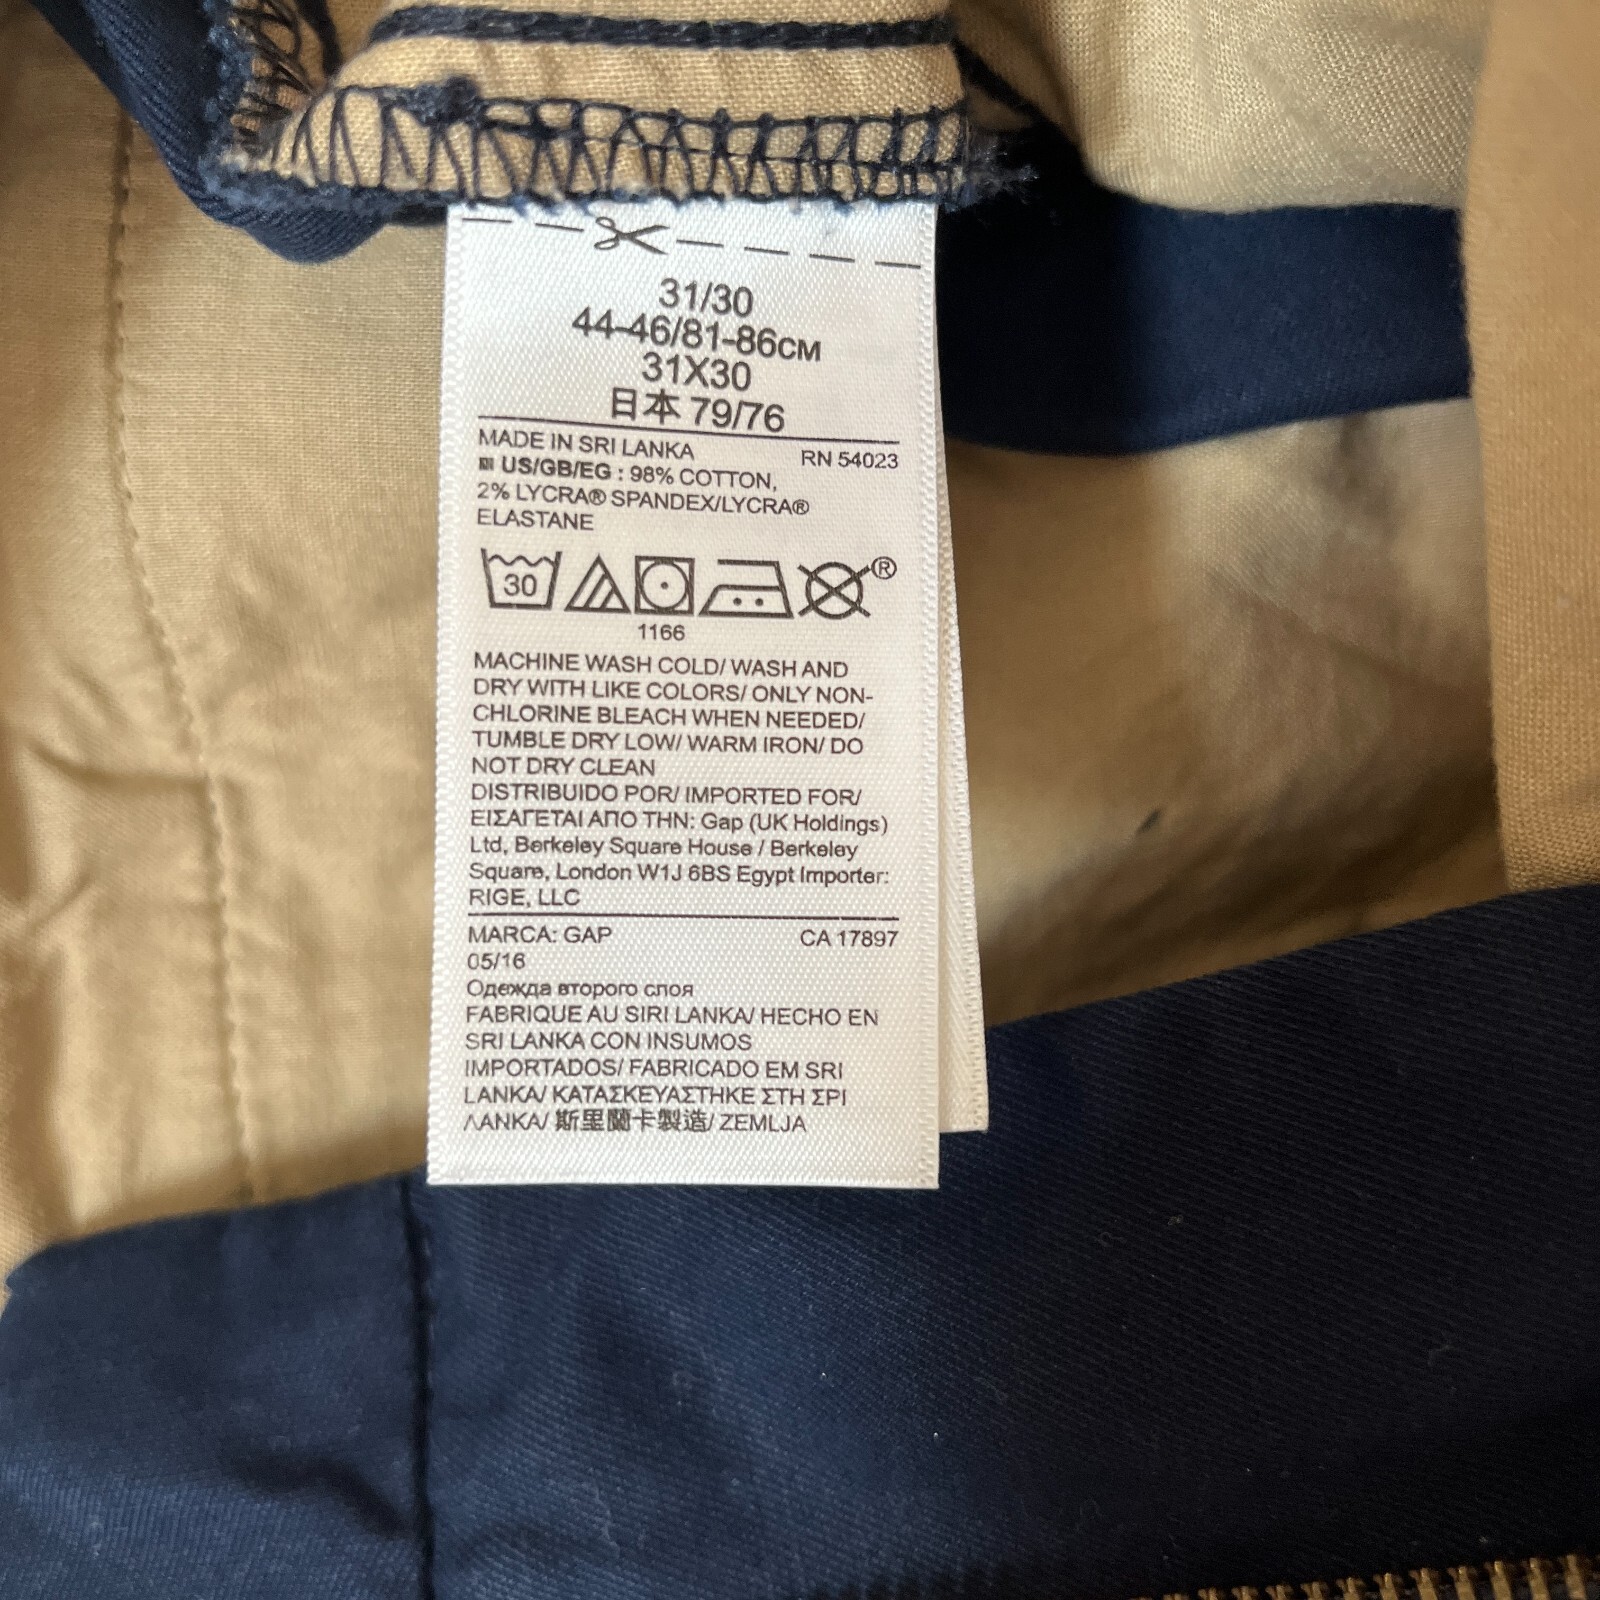 31/30
44-46/81-86CM
31X30
日本 79/76
MADE IN SRI LANKA RN 54023
US/GB/EG : 98% COTTON,
2% LYCRA® SPANDEX/LYCRA®
ELASTANE
30 ®
1166
MACHINE WASH COLD/ WASH AND
DRY WITH LIKE COLORS/ ONLY NON-
CHLORINE BLEACH WHEN NEEDED/
TUMBLE DRY LOW/ WARM IRON/ DO
NOT DRY CLEAN
DISTRIBUIDO POR/ IMPORTED FOR/
ΕΙΣΑΓΕΤΑΙ ΑΠΟ ΤΗΝ: Gap (UK Holdings)
Ltd, Berkeley Square House / Berkeley
Square, London W1J 6BS Egypt Importer:
RIGE, LLC
MARCA: GAP CA 17897
05/16
Одежда второго слоя
FABRIQUE AU SIRI LANKA/ HECHO EN
SRI LANKA CON INSUMOS
IMPORTADOS/ FABRICADO EM SRI
LANKA/ ΚΑΤΑΣΚΕΥΑΣΤΗΚΕ ΣΤΗ ΣΡΙ
ΛΑΝΚΑ/ 斯里蘭卡製造/ ZEMLJA